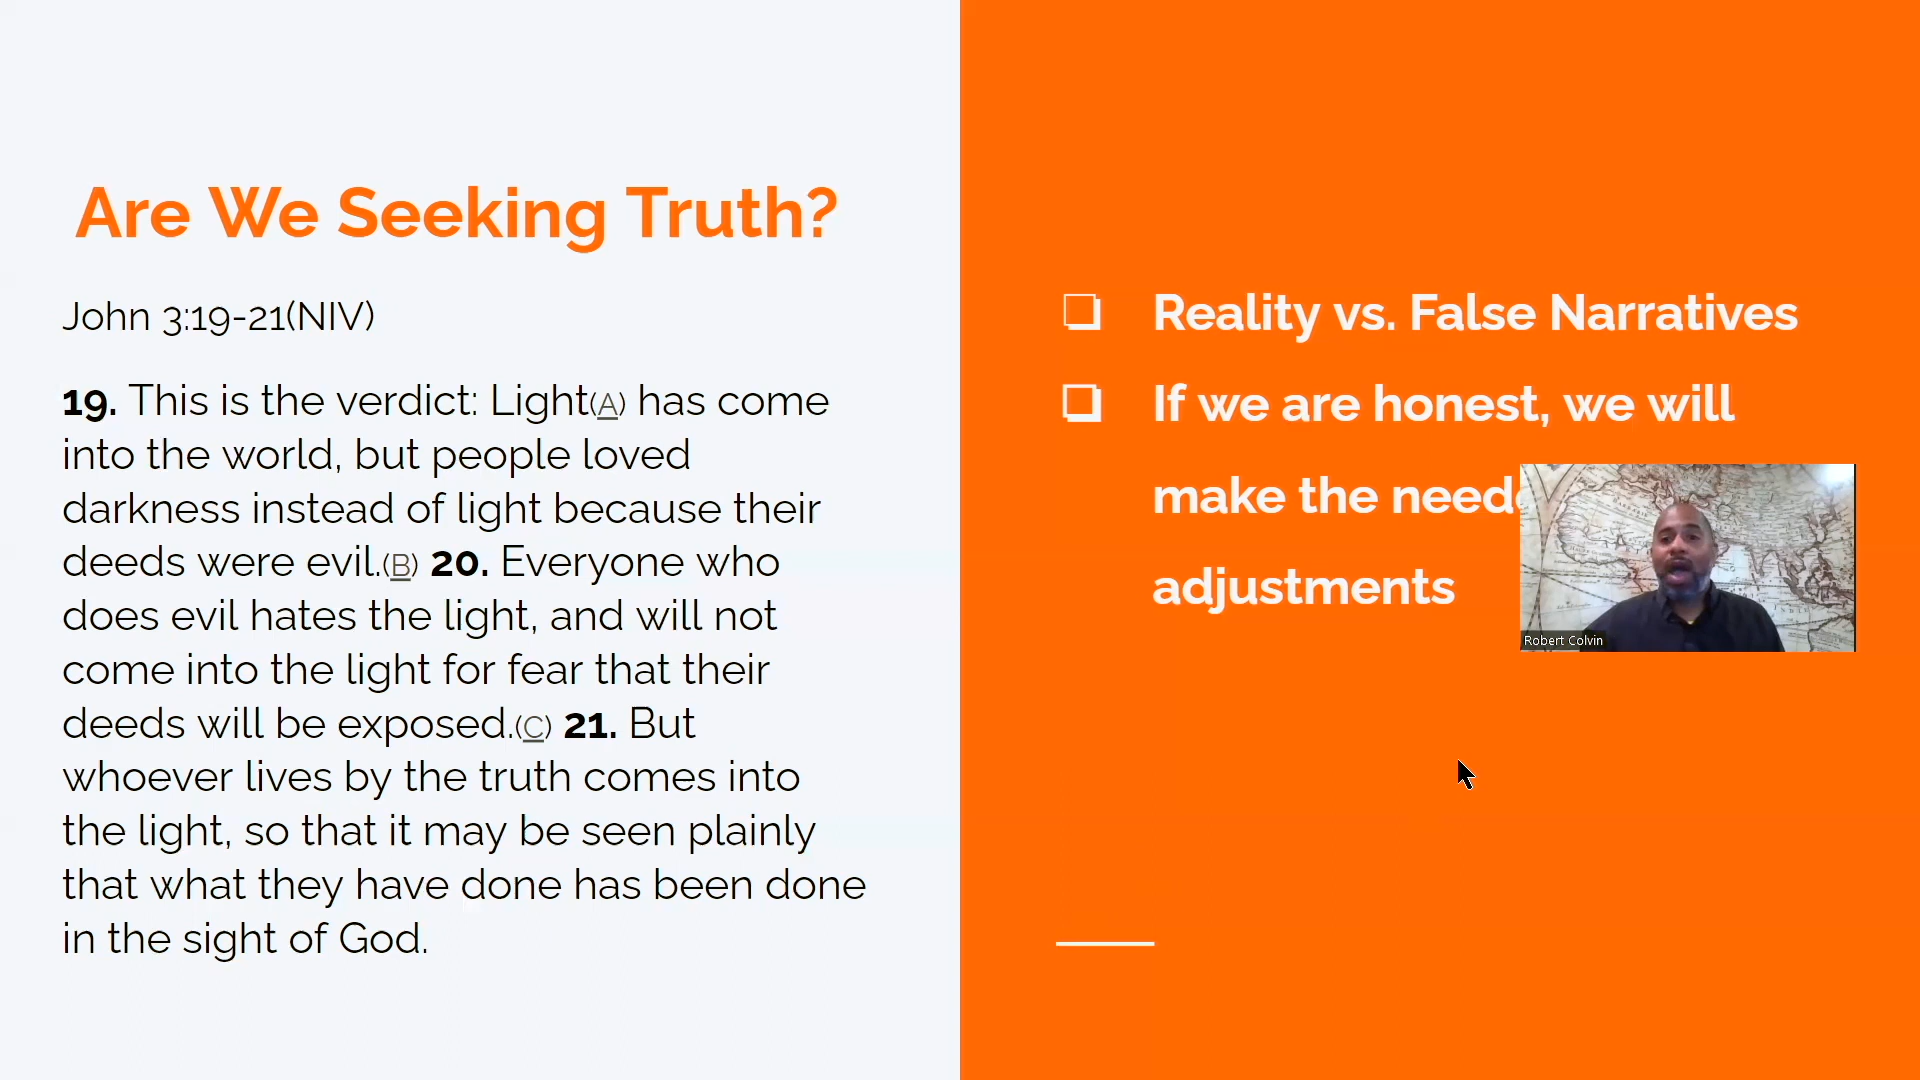 Are We Seeking Truth?
John 3:19-21(NIV)
19. This is the verdict: Light(A) has come
into the world, but people loved
darkness instead of light because their
deeds were evil.(B) 20. Everyone who
does evil hates the light, and will not
come into the light for fear that their
deeds will be exposed.(C) 21. But
whoever lives by the truth comes into
the light, so that it may be seen plainly
that what they have done has been done
in the sight of God.
❏ Reality vs. False Narratives
❏ If we are honest, we will
make the
adjustments
Robert Colvin